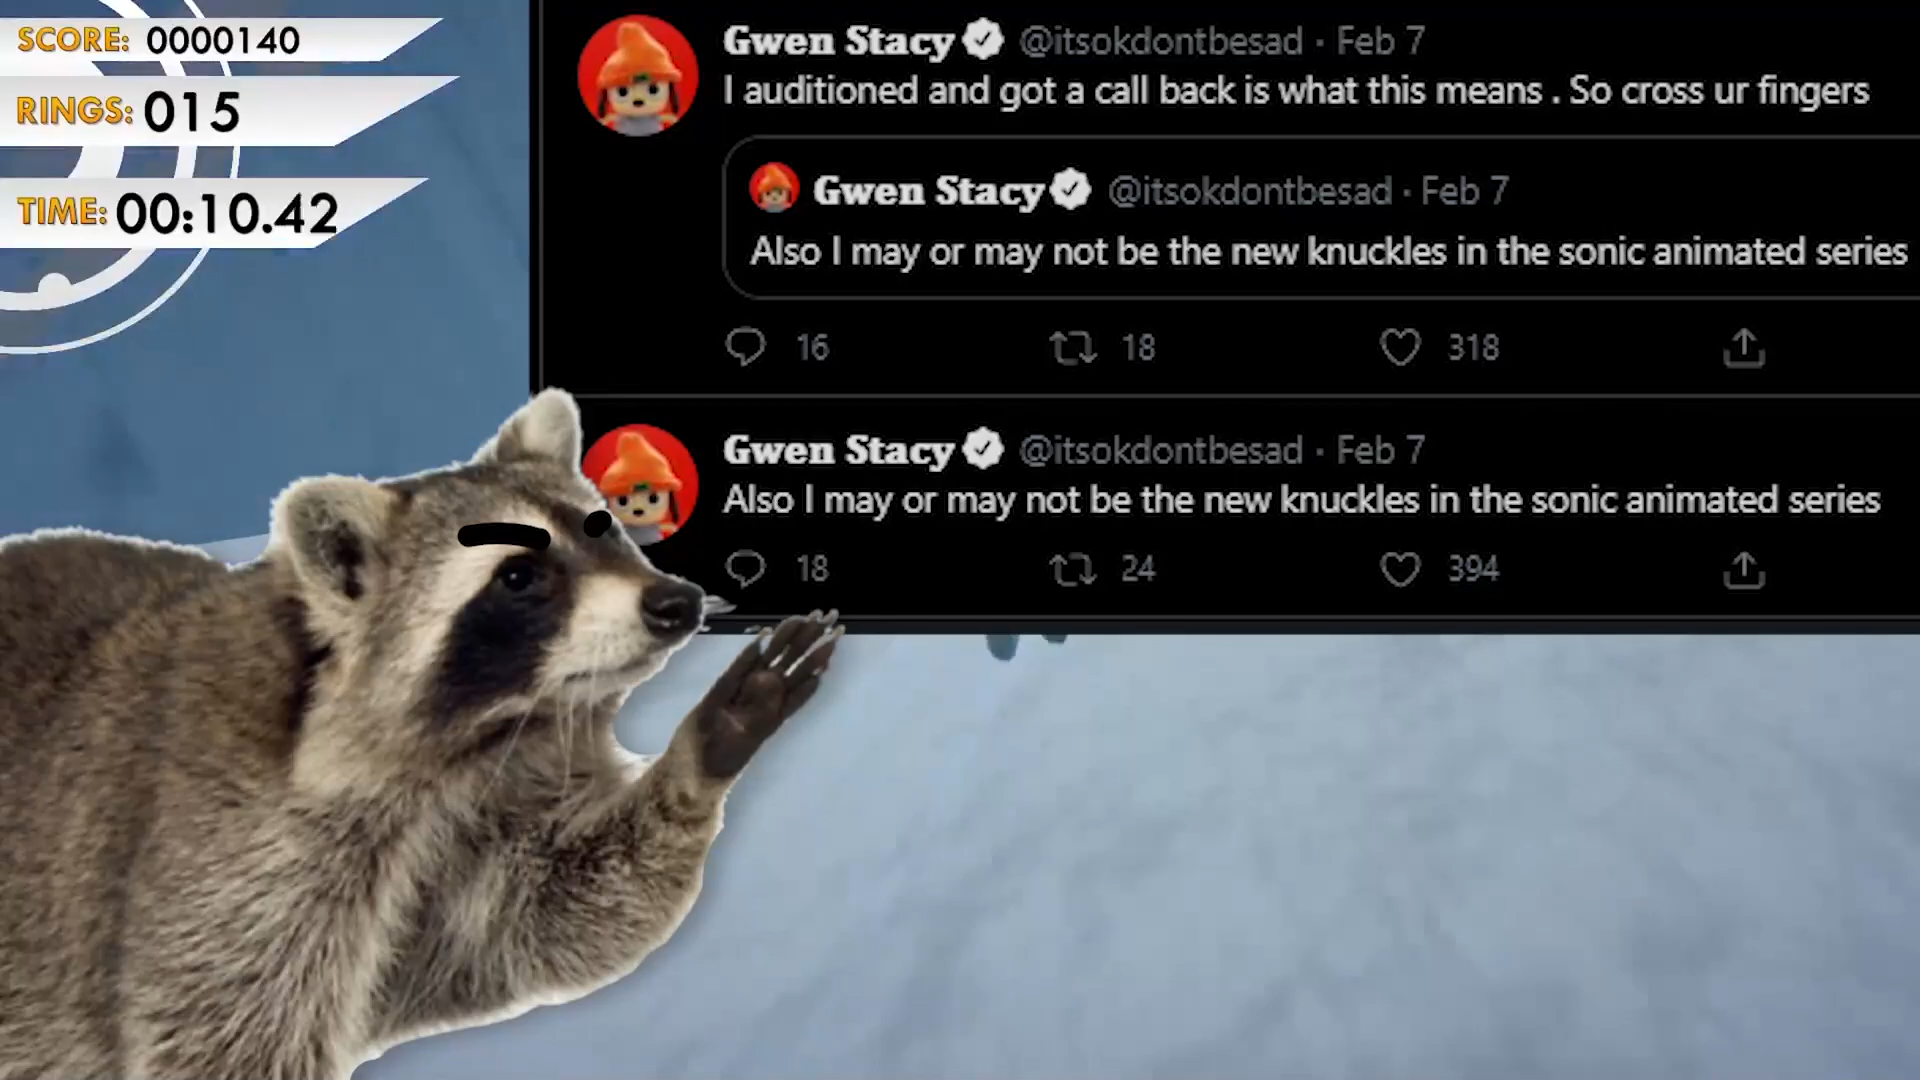 SCORE: 0000140
RINGS: 015
TIME: 00:10.42
Gwen Stacy @itsokdontbesad · Feb 7
I auditioned and got a call back is what this means . So cross ur fingers
Gwen Stacy @itsokdontbesad · Feb 7
Also I may or may not be the new knuckles in the sonic animated series
16 18 318
Gwen Stacy @itsokdontbesad · Feb 7
Also I may or may not be the new knuckles in the sonic animated series
18 24 394